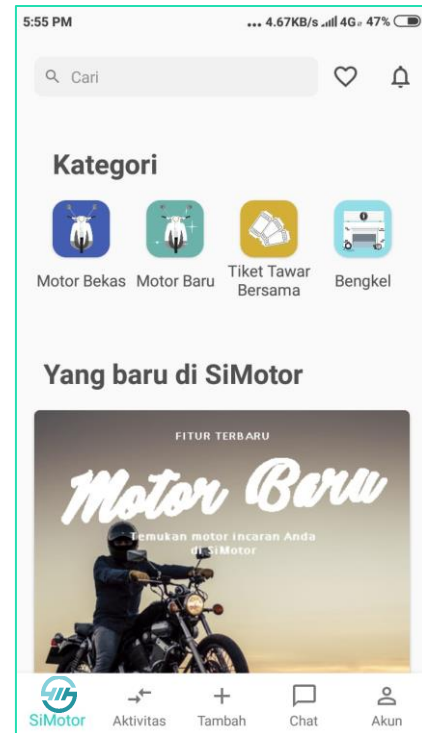 5:55 PM ... 4.67KB/s 4G 47%
Cari
Kategori
Motor Bekas
Motor Baru
Tiket Tawar
Bersama
Bengkel
Yang baru di SiMotor
FITUR TERBARU
Motor Baru
Temukan motor incaran Anda
di SiMotor
SiMotor
Aktivitas
Tambah
Chat
Akun